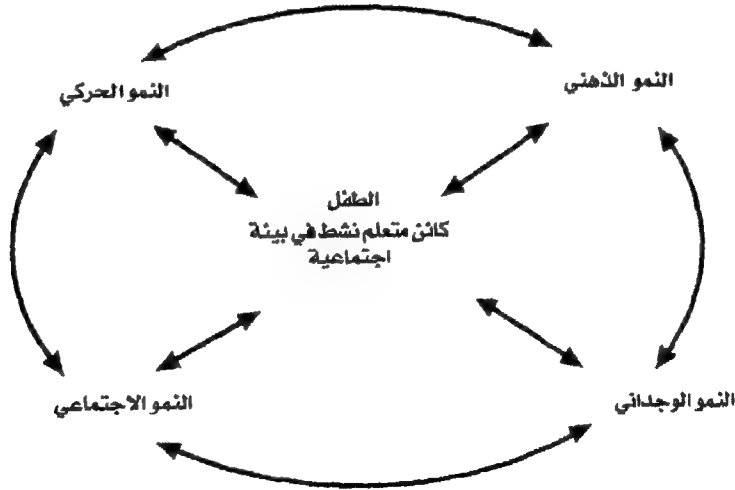 النمو الذهني
النمو الحركي
الطفل
كائن متعلم نشط في بيئة
اجتماعية
النمو الوجداني
النمو الاجتماعي